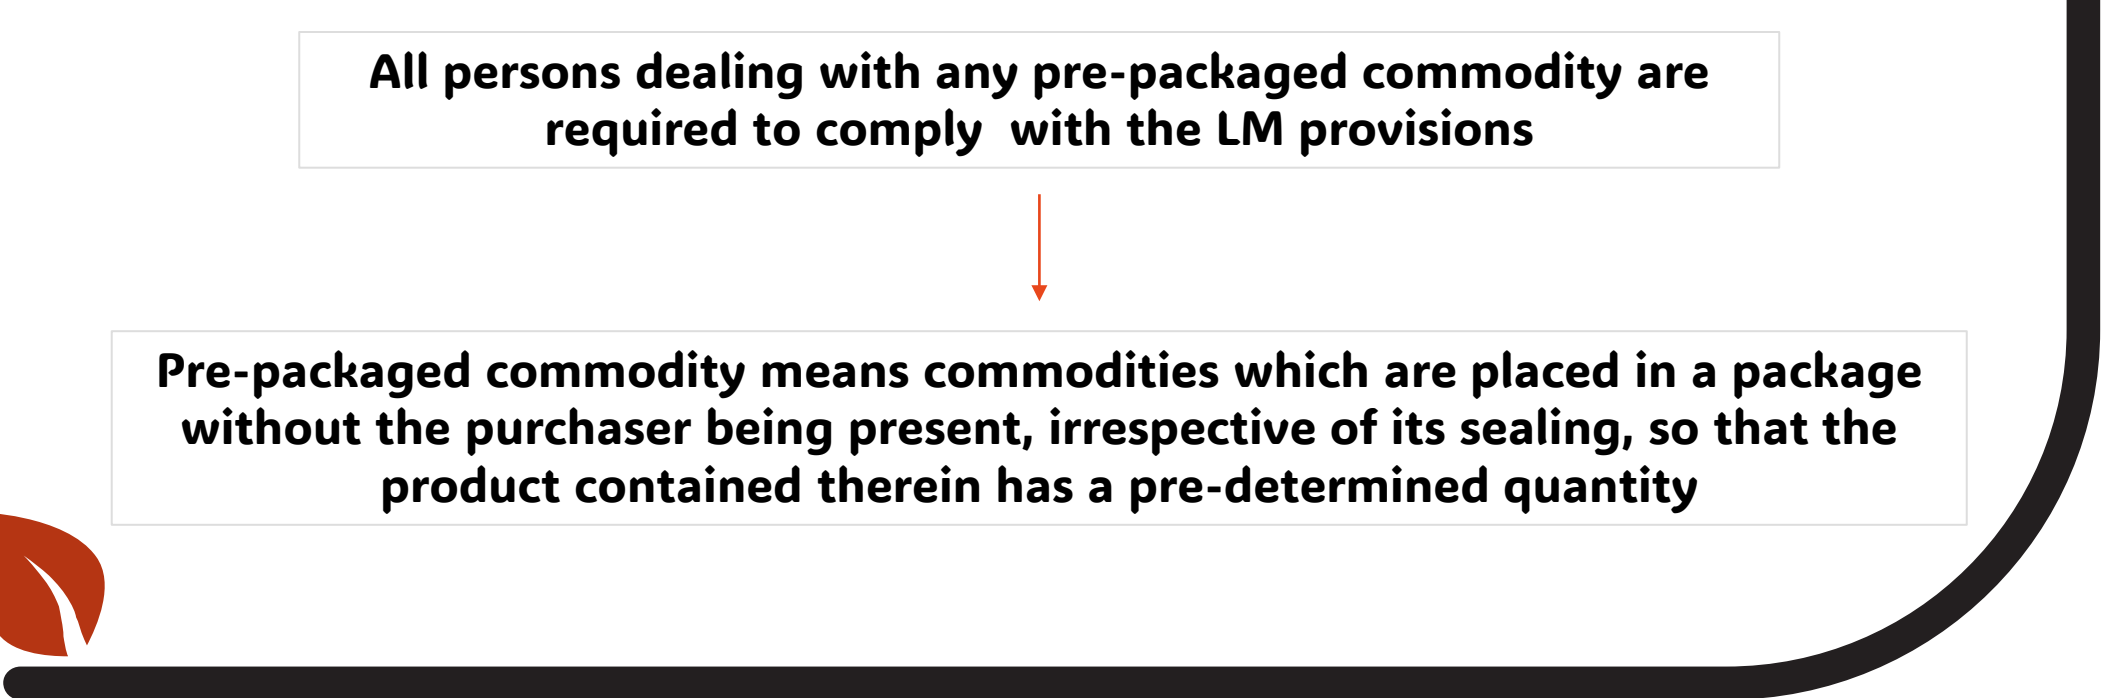 All persons dealing with any pre-packaged commodity are
required to comply  with the LM provisions
Pre-packaged commodity means commodities which are placed in a package
without the purchaser being present, irrespective of its sealing, so that the
product contained therein has a pre-determined quantity